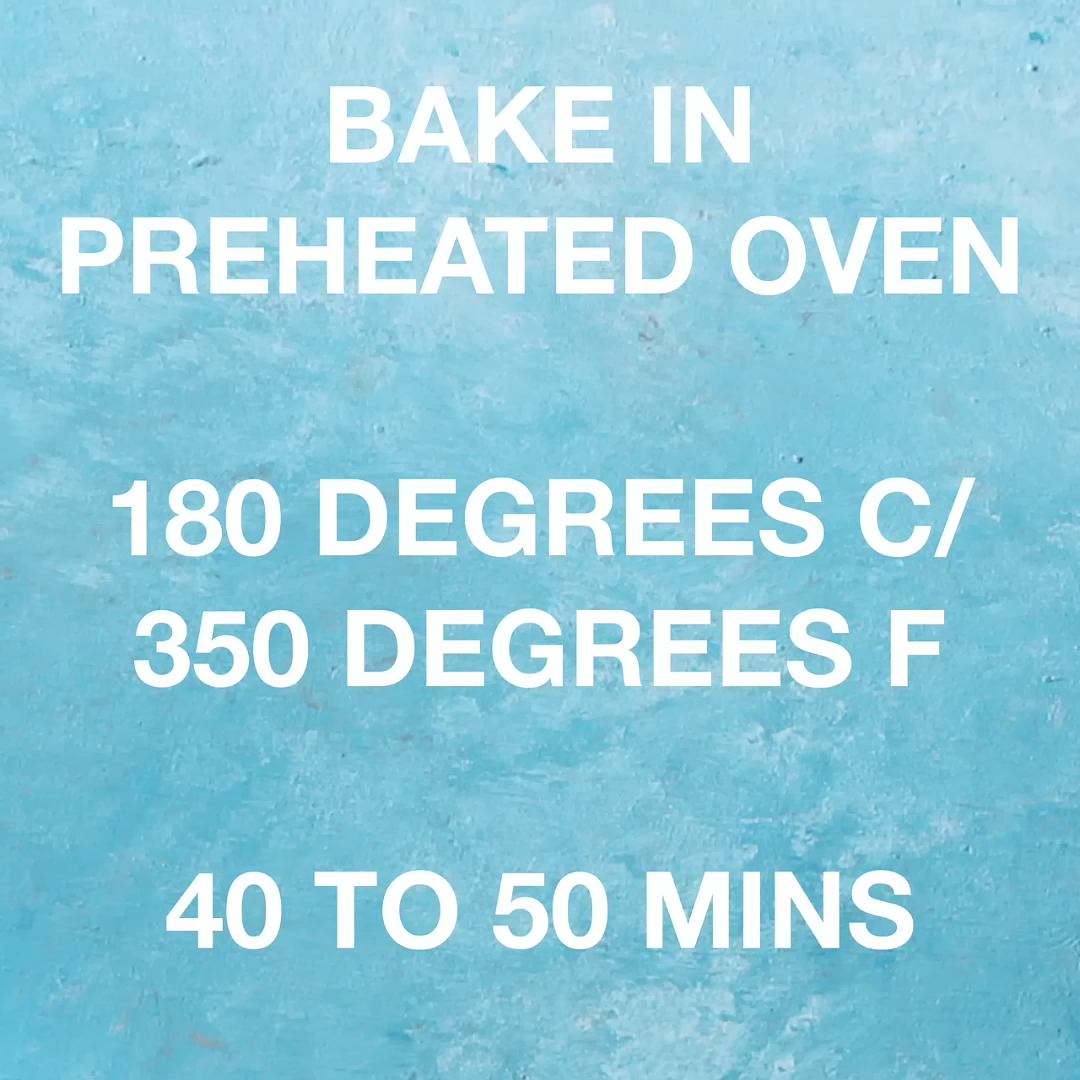 BAKE IN
PREHEATED OVEN
180 DEGREES C/
350 DEGREES F
40 TO 50 MINS